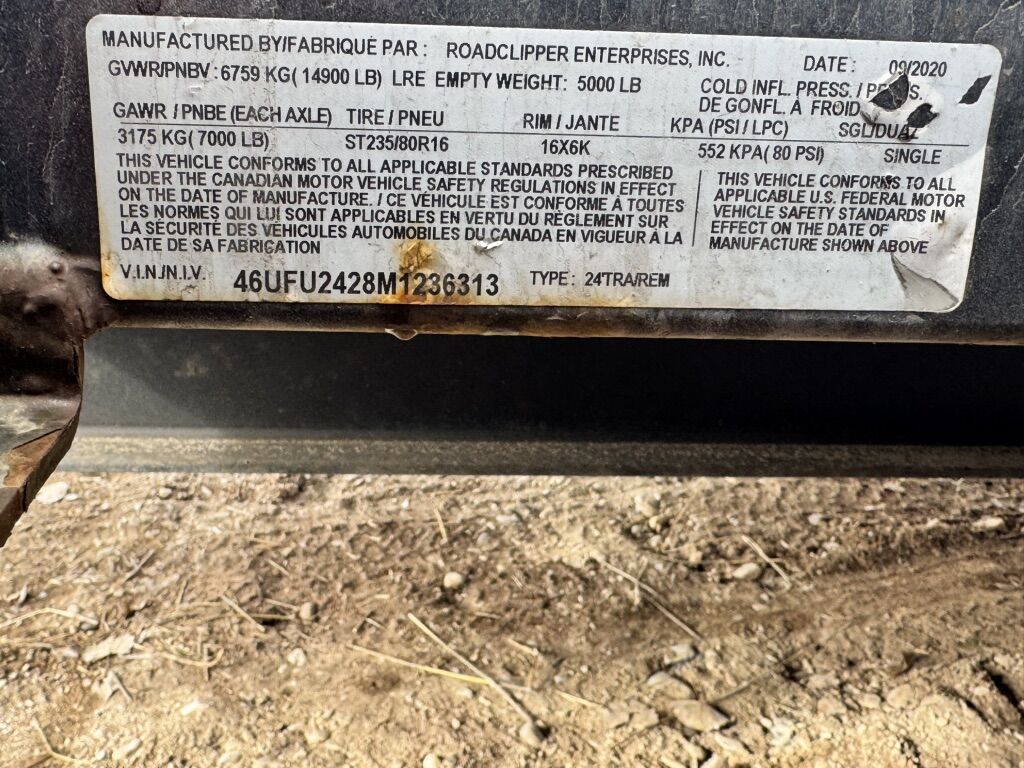 MANUFACTURED BY/FABRIQUÉ PAR : ROADCLIPPER ENTERPRISES, INC. DATE : 09/2020
GVWR/PNBV : 6759 KG( 14900 LB) LRE EMPTY WEIGHT: 5000 LB
COLD INFL. PRESS. /
DE GONFL. À FROID
GAWR / PNBE (EACH AXLE) TIRE / PNEU RIM / JANTE KPA (PSI / LPC) SGL/DUAL
3175 KG( 7000 LB) ST235/80R16 16X6K 552 KPA( 80 PSI) SINGLE
THIS VEHICLE CONFORMS TO ALL APPLICABLE STANDARDS PRESCRIBED
UNDER THE CANADIAN MOTOR VEHICLE SAFETY REGULATIONS IN EFFECT
ON THE DATE OF MANUFACTURE. / CE VÉHICULE EST CONFORME À TOUTES
LES NORMES QUI LUI SONT APPLICABLES EN VERTU DU RÈGLEMENT SUR
LA SÉCURITÉ DES VÉHICULES AUTOMOBILES DU CANADA EN VIGUEUR À LA
DATE DE SA FABRICATION
THIS VEHICLE CONFORMS TO ALL
APPLICABLE U.S. FEDERAL MOTOR
VEHICLE SAFETY STANDARDS IN
EFFECT ON THE DATE OF
MANUFACTURE SHOWN ABOVE
V.I.N./N.I.V. 46UFU2428M1236313 TYPE : 24'TRA/REM